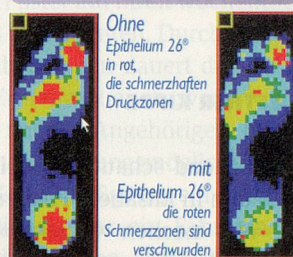 Ohne
Epithelium 26®
in rot,
die schmerzhaften
Druckzonen
mit
Epithelium 26®
die roten
Schmerzzonen sind
verschwunden